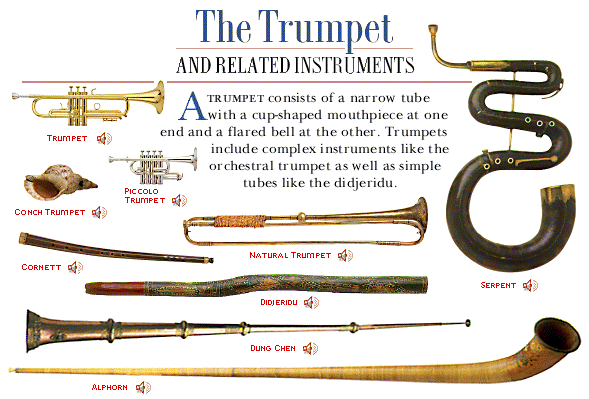 The Trumpet
AND RELATED INSTRUMENTS
A TRUMPET consists of a narrow tube
with a cup-shaped mouthpiece at one
end and a flared bell at the other. Trumpets
include complex instruments like the
orchestral trumpet as well as simple
tubes like the didjeridu.
TRUMPET
PICCOLO
TRUMPET
CONCH TRUMPET
NATURAL TRUMPET
CORNETT
SERPENT
DIDJERIDU
DUNG CHEN
ALPHORN